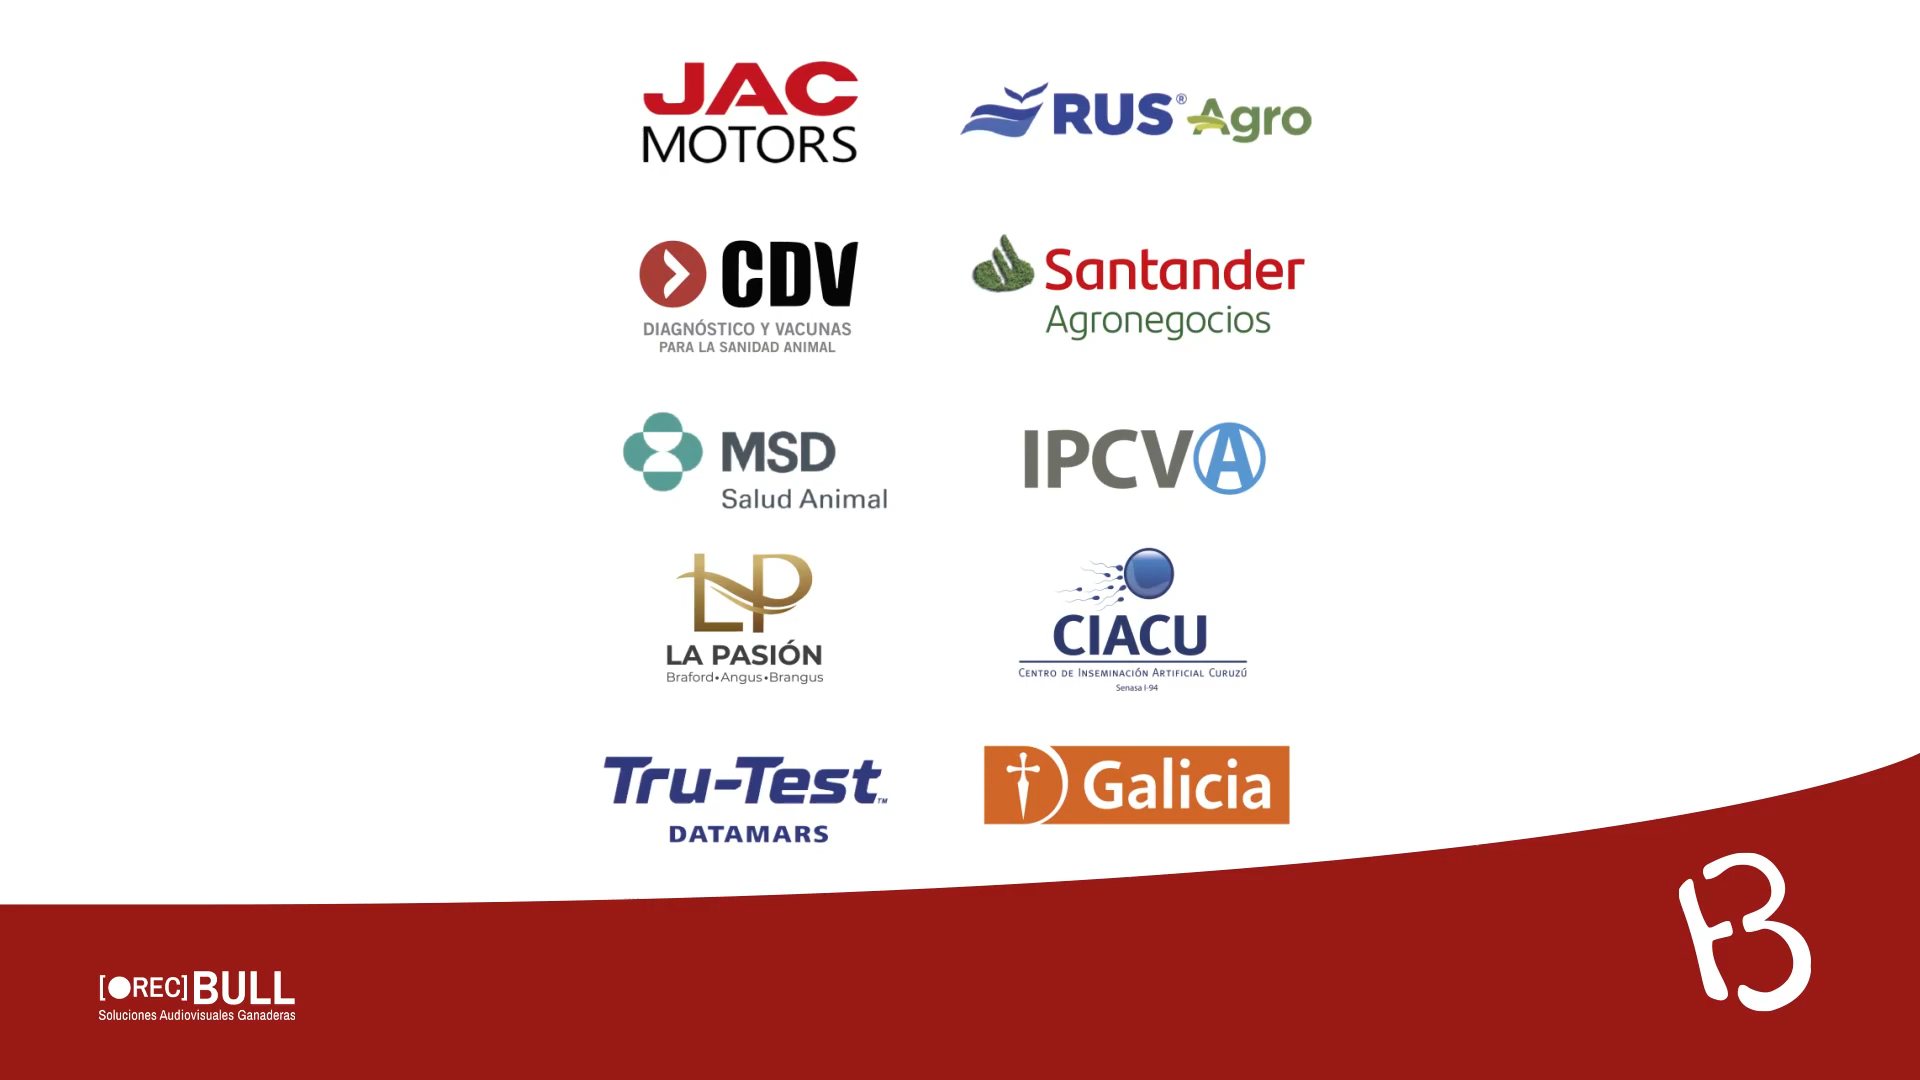 JAC
MOTORS
RUS® Agro
CDV
DIAGNÓSTICO Y VACUNAS
PARA LA SANIDAD ANIMAL
Santander
Agronegocios
MSD
Salud Animal
IPCVA
LP
LA PASIÓN
Braford•Angus•Brangus
CIACU
CENTRO DE INSEMINACIÓN ARTIFICIAL CURUZÚ
Senasa I-94
Tru-Test™
DATAMARS
Galicia
[●REC]BULL
Soluciones Audiovisuales Ganaderas